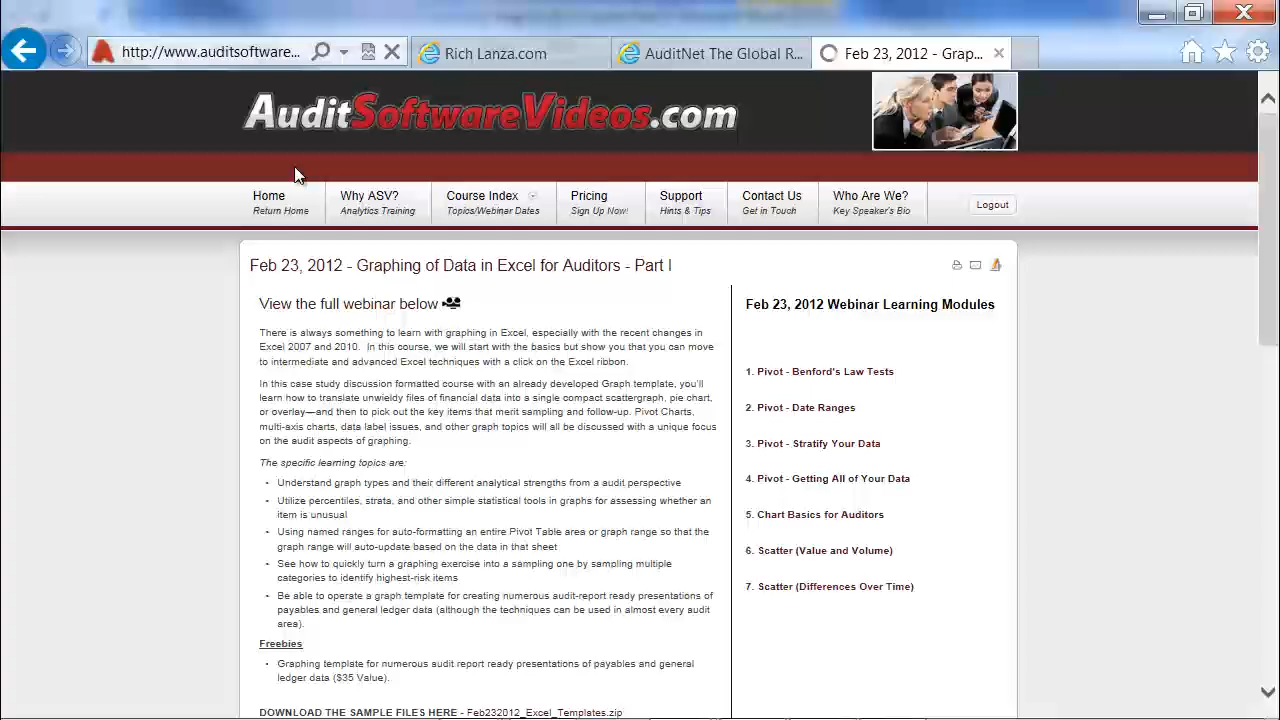 http://www.auditsoftware...
Rich Lanza.com
AuditNet The Global R...
Feb 23, 2012 - Grap...
AuditSoftwareVideos.com
Home
Return Home
Why ASV?
Analytics Training
Course Index
Topics/Webinar Dates
Pricing
Sign Up Now!
Support
Hints & Tips
Contact Us
Get in Touch
Who Are We?
Key Speaker's Bio
Logout
Feb 23, 2012 - Graphing of Data in Excel for Auditors - Part I
View the full webinar below
There is always something to learn with graphing in Excel, especially with the recent changes in
Excel 2007 and 2010. In this course, we will start with the basics but show you that you can move
to intermediate and advanced Excel techniques with a click on the Excel ribbon.
In this case study discussion formatted course with an already developed Graph template, you'll
learn how to translate unwieldy files of financial data into a single compact scattergraph, pie chart,
or overlay—and then to pick out the key items that merit sampling and follow-up. Pivot Charts,
multi-axis charts, data label issues, and other graph topics will all be discussed with a unique focus
on the audit aspects of graphing.
The specific learning topics are:
• Understand graph types and their different analytical strengths from a audit perspective
• Utilize percentiles, strata, and other simple statistical tools in graphs for assessing whether an
item is unusual
• Using named ranges for auto-formatting an entire Pivot Table area or graph range so that the
graph range will auto-update based on the data in that sheet
• See how to quickly turn a graphing exercise into a sampling one by sampling multiple
categories to identify highest-risk items
• Be able to operate a graph template for creating numerous audit-report ready presentations of
payables and general ledger data (although the techniques can be used in almost every audit
area).
Freebies
• Graphing template for numerous audit report ready presentations of payables and general
ledger data ($35 Value).
DOWNLOAD THE SAMPLE FILES HERE - Feb232012_Excel_Templates.zip
Feb 23, 2012 Webinar Learning Modules
1. Pivot - Benford's Law Tests
2. Pivot - Date Ranges
3. Pivot - Stratify Your Data
4. Pivot - Getting All of Your Data
5. Chart Basics for Auditors
6. Scatter (Value and Volume)
7. Scatter (Differences Over Time)